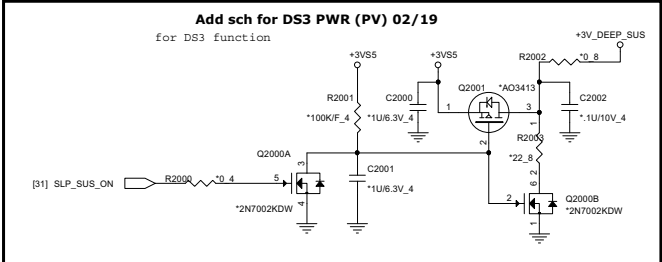 Add sch for DS3 PWR (PV) 02/19
for DS3 function
+3V_DEEP_SUS
+3VS5
+3VS5
R2002
*0_8
Q2001
*AO3413
R2001
*100K/F_4
C2000
*1U/6.3V_4
1
3
2
C2002
*.1U/10V_4
1
R2003
*22_8
2
Q2000A
3
C2001
*1U/6.3V_4
[31] SLP_SUS_ON
R2000
*0_4
5
4
*2N7002KDW
6
2
Q2000B
*2N7002KDW
1